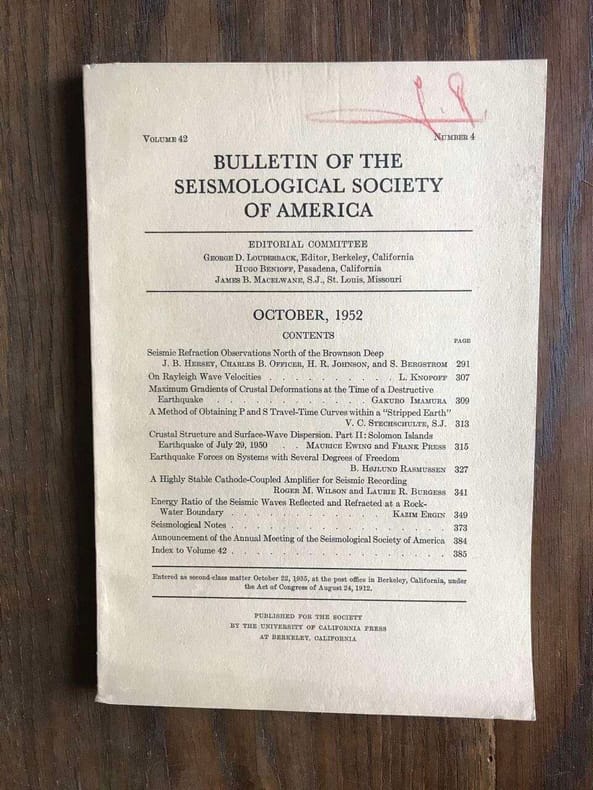 VOLUME 42 NUMBER 4
BULLETIN OF THE
SEISMOLOGICAL SOCIETY
OF AMERICA
EDITORIAL COMMITTEE
GEORGE D. LOUDERBACK, Editor, Berkeley, California
HUGO BENIOFF, Pasadena, California
JAMES B. MACELWANE, S.J., St. Louis, Missouri
OCTOBER, 1952
CONTENTS
PAGE
Seismic Refraction Observations North of the Brownson Deep
J. B. HERSEY, CHARLES B. OFFICER, H. R. JOHNSON, and S. BERGSTROM 291
On Rayleigh Wave Velocities . . . . . . . . . . L. KNOPOFF 307
Maximum Gradients of Crustal Deformations at the Time of a Destructive
Earthquake . . . . . . . . . . . . GAKURO IMAMURA 309
A Method of Obtaining P and S Travel-Time Curves within a "Stripped Earth"
V. C. STECHSCHULTE, S.J. 313
Crustal Structure and Surface-Wave Dispersion. Part II: Solomon Islands
Earthquake of July 29, 1950 . . MAURICE EWING and FRANK PRESS 315
Earthquake Forces on Systems with Several Degrees of Freedom
B. HØJLUND RASMUSSEN 327
A Highly Stable Cathode-Coupled Amplifier for Seismic Recording
ROGER M. WILSON and LAURIE R. BURGESS 341
Energy Ratio of the Seismic Waves Reflected and Refracted at a Rock-
Water Boundary . . . . . . . . . . . . KAZIM ERGIN 349
Seismological Notes . . . . . . . . . . . . . . . . . 373
Announcement of the Annual Meeting of the Seismological Society of America 384
Index to Volume 42 . . . . . . . . . . . . . . . . . 385
Entered as second-class matter October 22, 1935, at the post office in Berkeley, California, under
the Act of Congress of August 24, 1912.
PUBLISHED FOR THE SOCIETY
BY THE UNIVERSITY OF CALIFORNIA PRESS
AT BERKELEY, CALIFORNIA